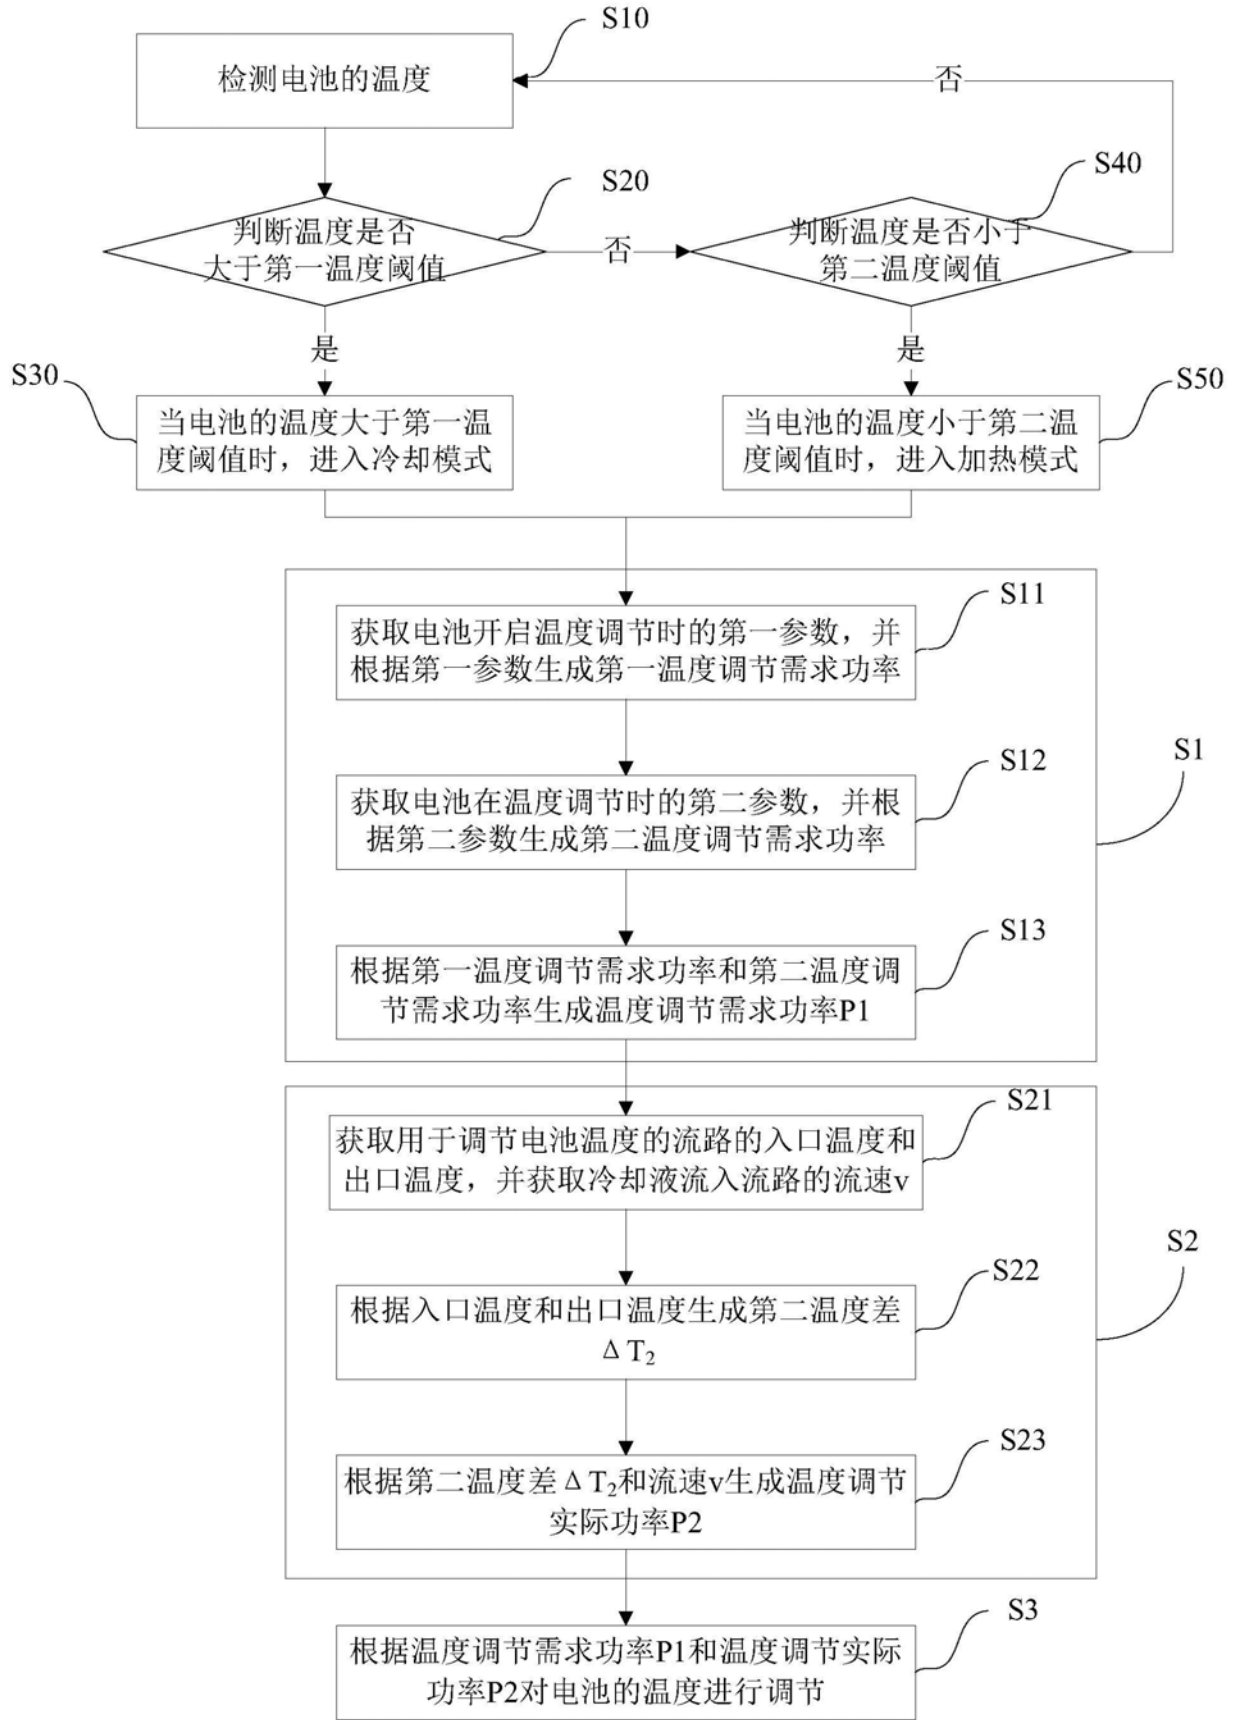 S10
检测电池的温度
否
S20
S40
判断温度是否
大于第一温度阈值
否
判断温度是否小于
第二温度阈值
是
是
S30
S50
当电池的温度大于第一温
度阈值时，进入冷却模式
当电池的温度小于第二温
度阈值时，进入加热模式
S11
获取电池开启温度调节时的第一参数，并
根据第一参数生成第一温度调节需求功率
S1
S12
获取电池在温度调节时的第二参数，并根
据第二参数生成第二温度调节需求功率
S13
根据第一温度调节需求功率和第二温度调
节需求功率生成温度调节需求功率P1
S21
获取用于调节电池温度的流路的入口温度和
出口温度，并获取冷却液流入流路的流速v
S2
S22
根据入口温度和出口温度生成第二温度差
ΔT₂
S23
根据第二温度差ΔT₂和流速v生成温度调节
实际功率P2
S3
根据温度调节需求功率P1和温度调节实际
功率P2对电池的温度进行调节